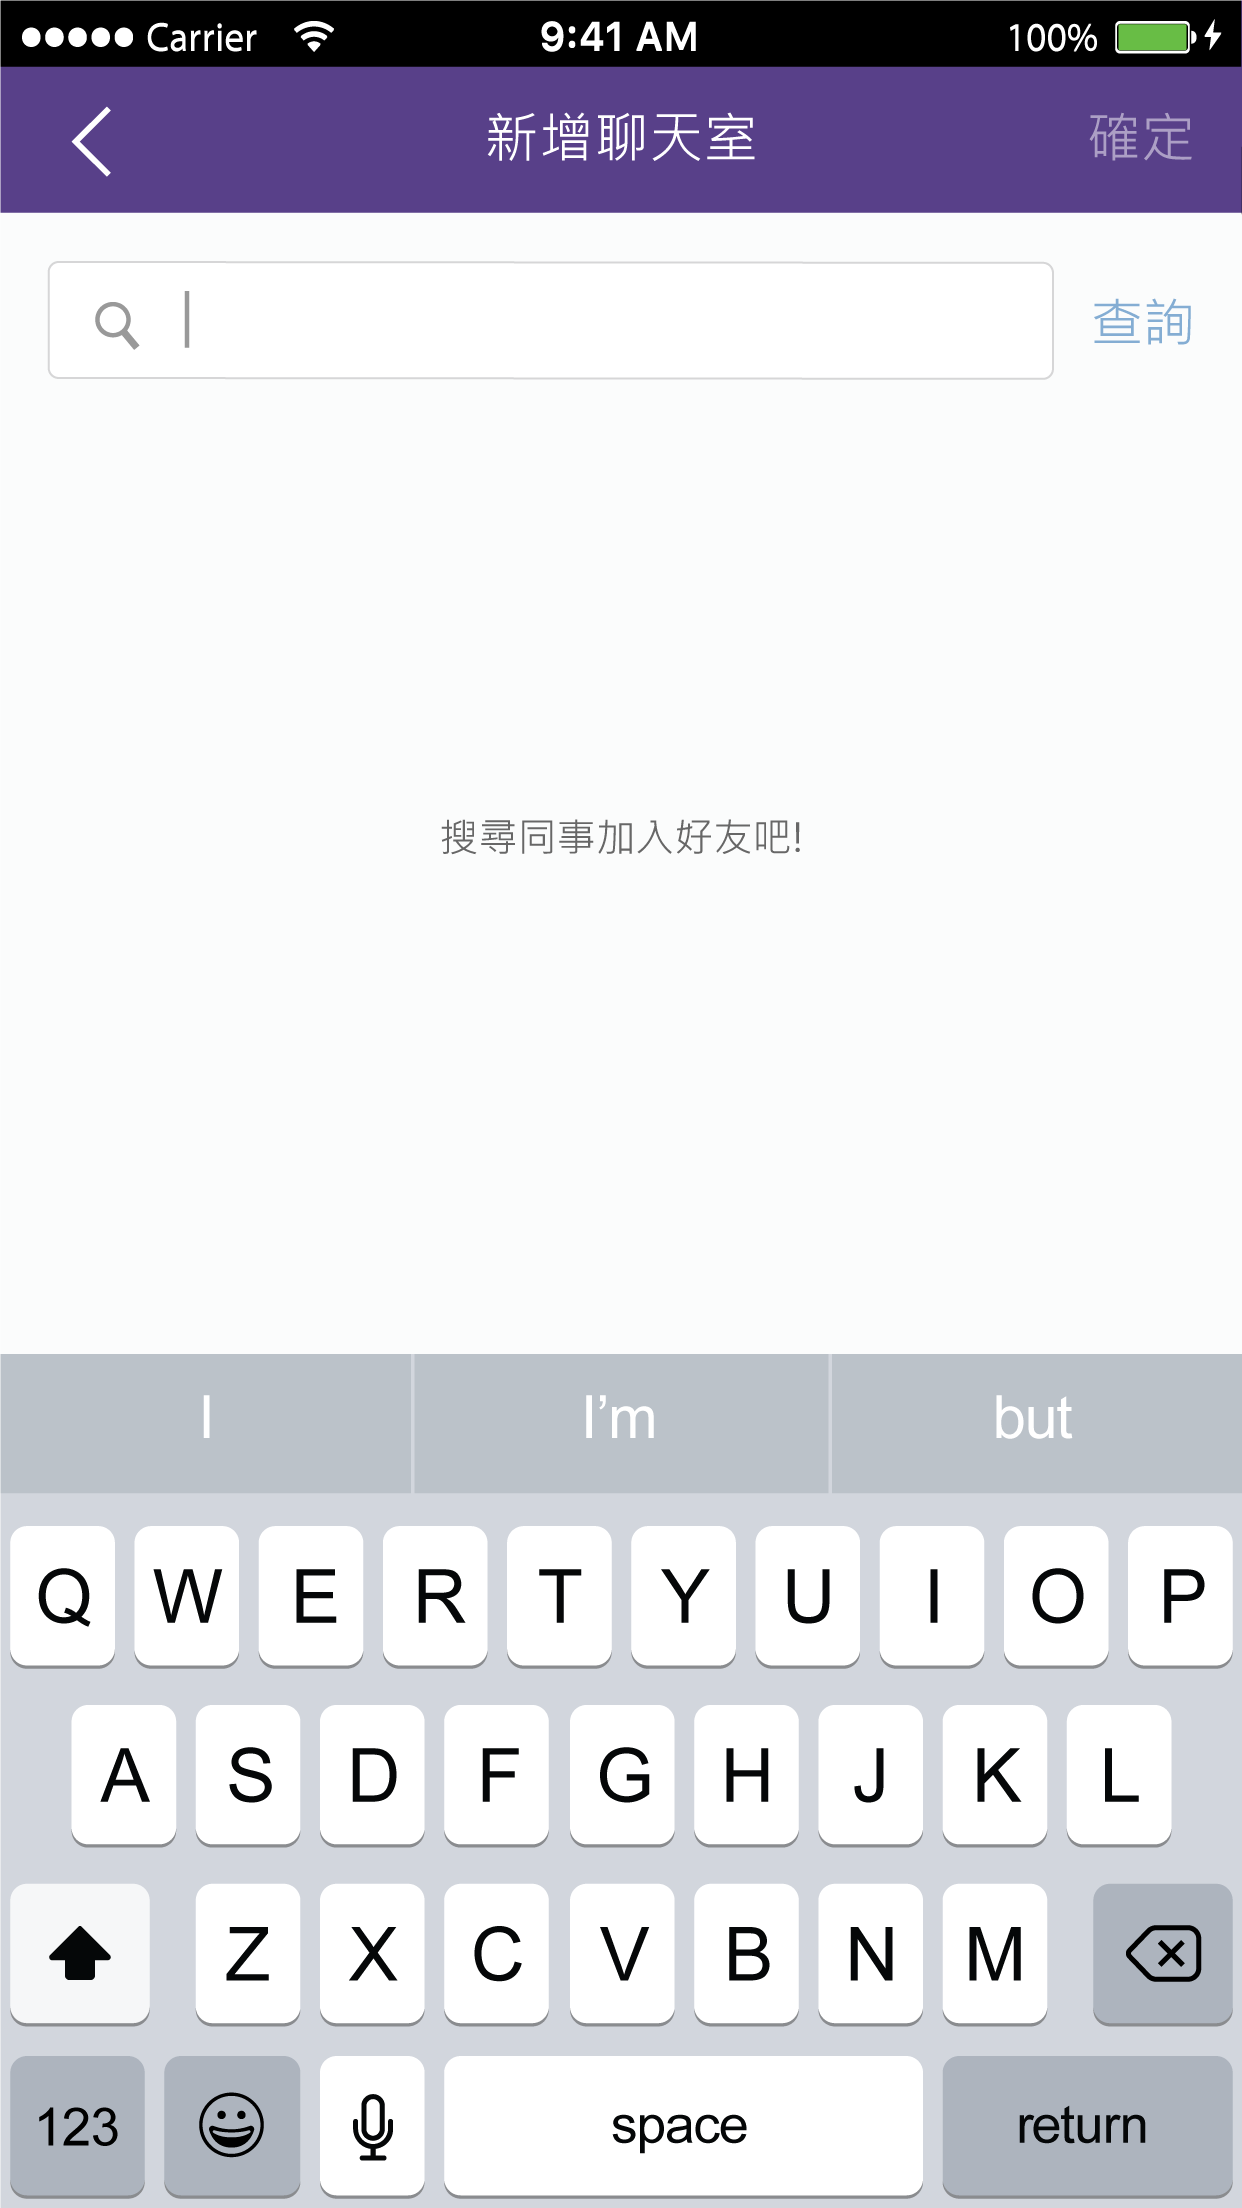 Carrier 9:41 AM 100%
新增聊天室 確定
查詢
搜尋同事加入好友吧!
I I’m but
Q W E R T Y U I O P
A S D F G H J K L
Z X C V B N M
123 space return